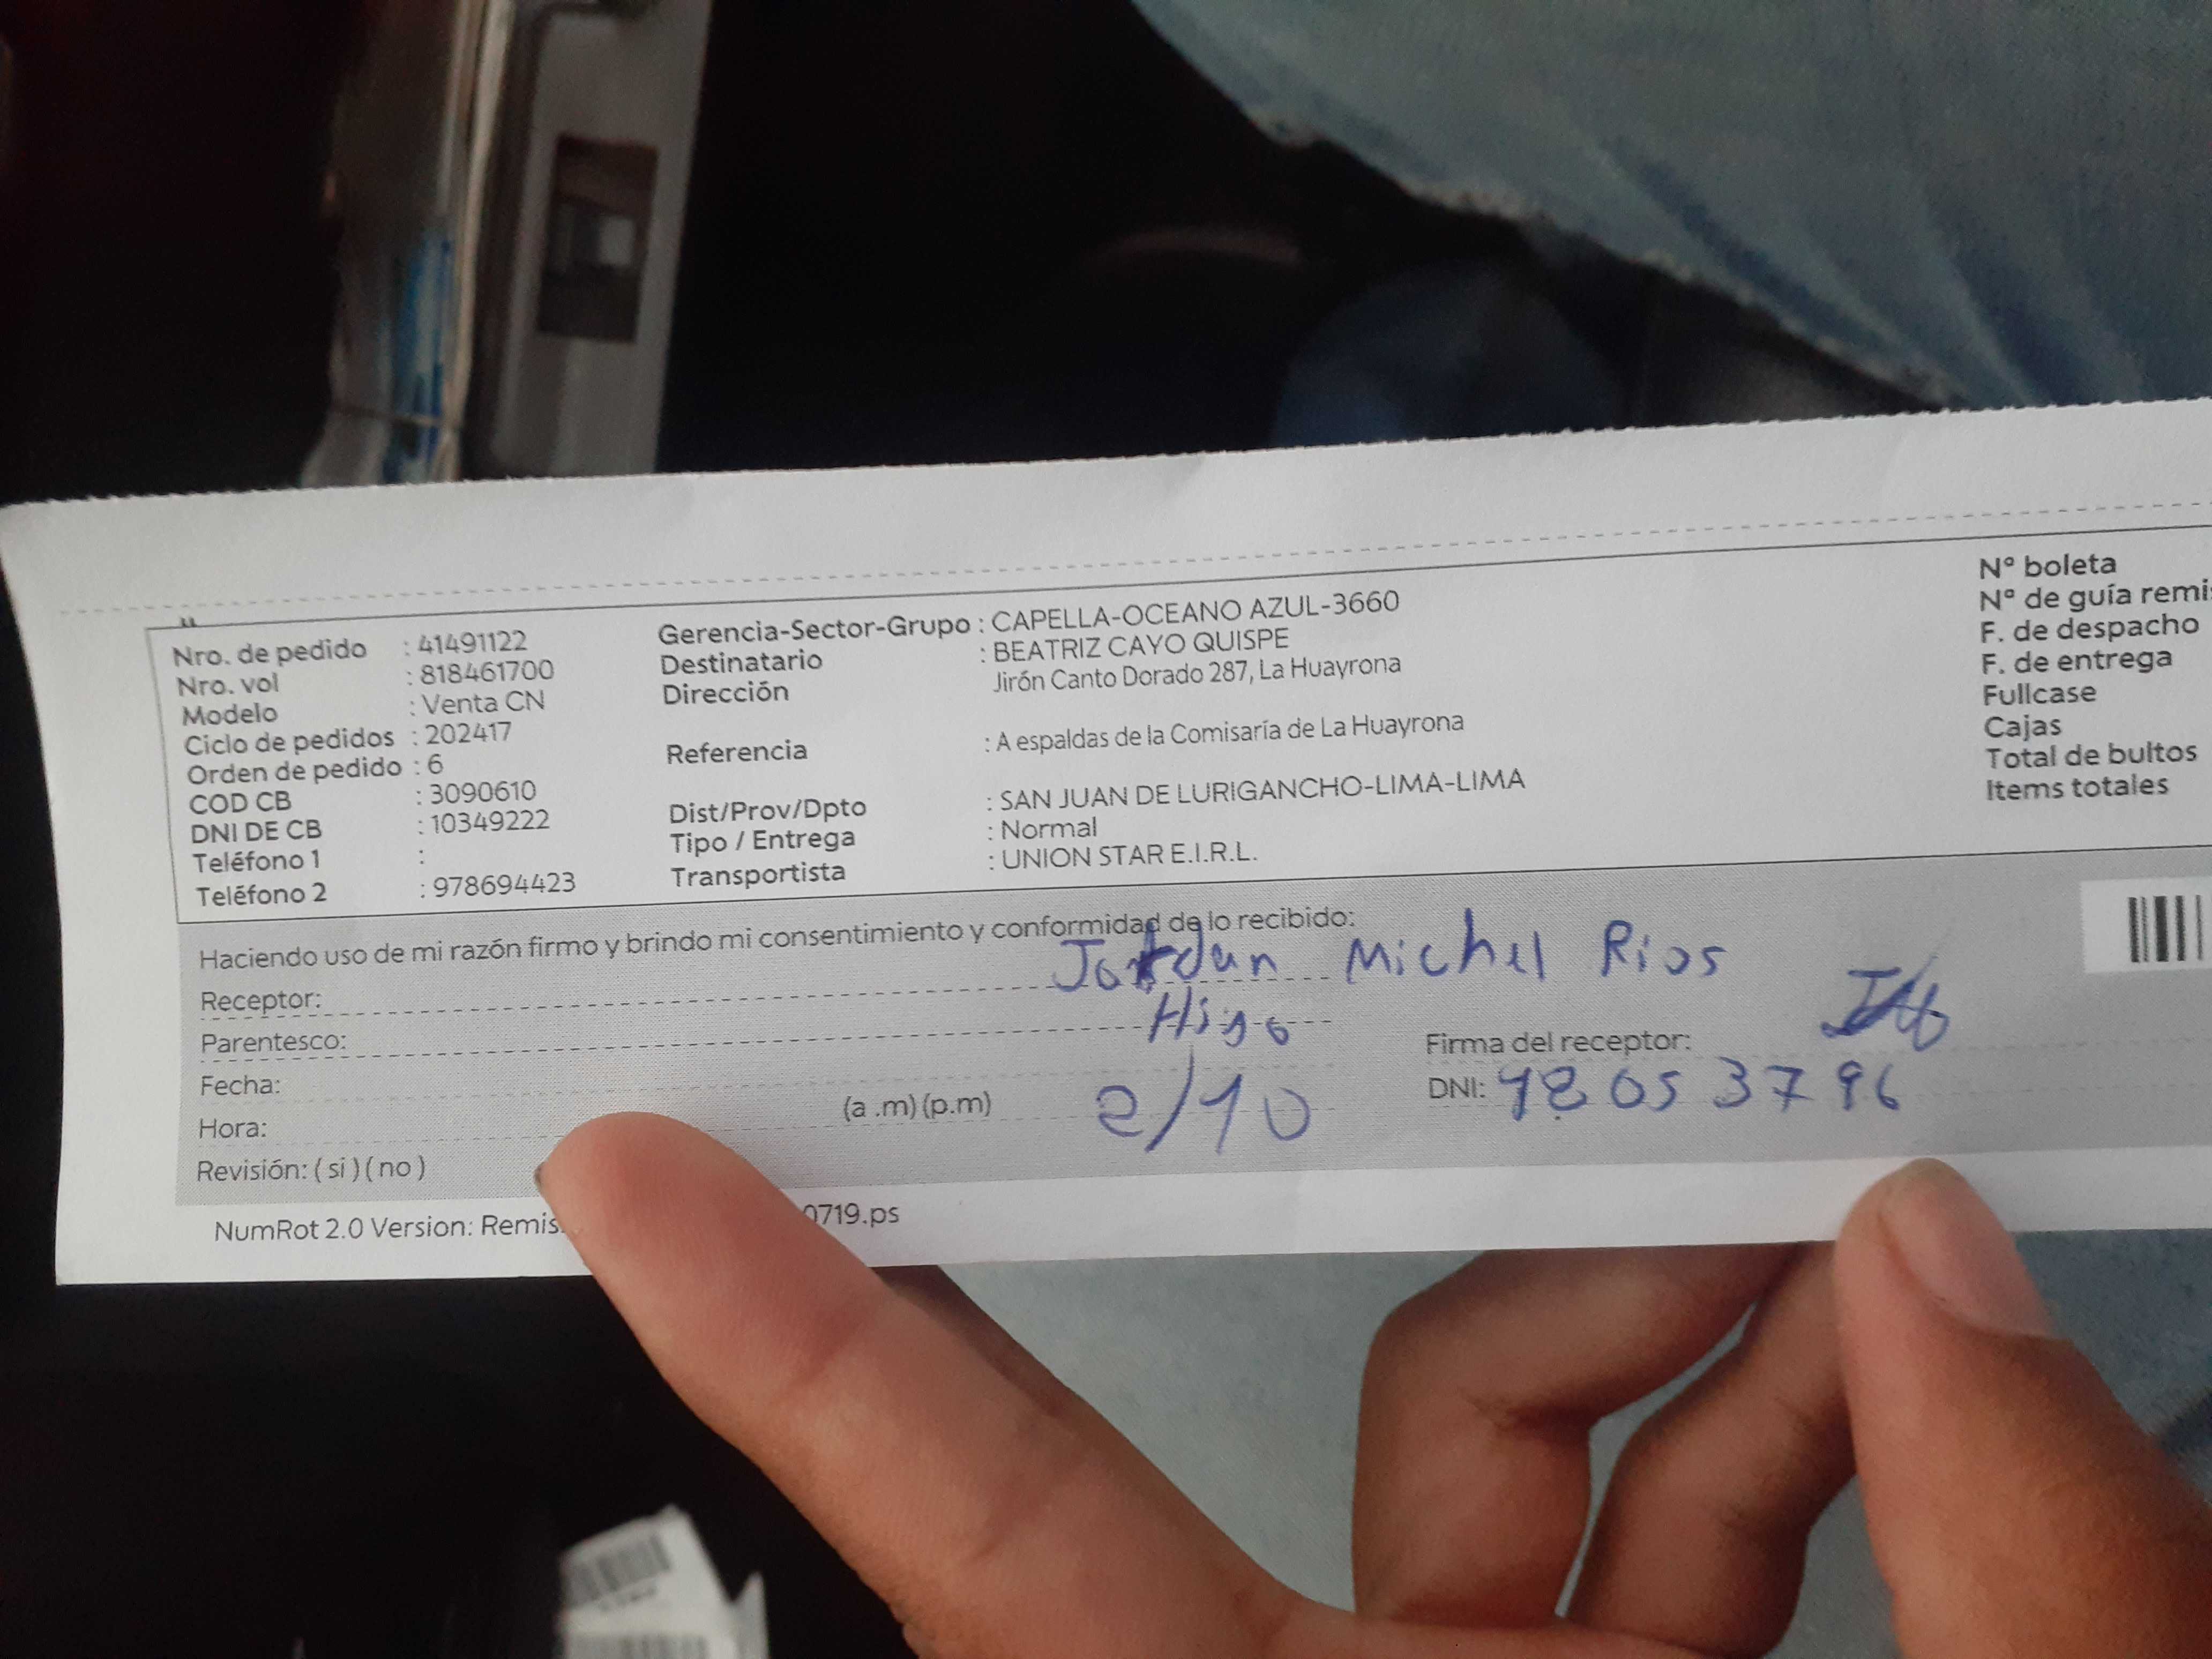 Nro. de pedido : 41491122
Nro. vol : 818461700
Modelo : Venta CN
Ciclo de pedidos : 202417
Orden de pedido : 6
COD CB : 3090610
DNI DE CB : 10349222
Teléfono 1 :
Teléfono 2 : 978694423
Gerencia-Sector-Grupo : CAPELLA-OCEANO AZUL-3660
Destinatario : BEATRIZ CAYO QUISPE
Dirección Jirón Canto Dorado 287, La Huayrona
Referencia : A espaldas de la Comisaría de La Huayrona
Dist/Prov/Dpto : SAN JUAN DE LURIGANCHO-LIMA-LIMA
Tipo / Entrega : Normal
Transportista : UNION STAR E.I.R.L.
N° boleta
N° de guía remi
F. de despacho
F. de entrega
Fullcase
Cajas
Total de bultos
Items totales
Haciendo uso de mi razón firmo y brindo mi consentimiento y conformidad de lo recibido:
Receptor: Jordan Michel Rios
Parentesco: Hijo
Fecha: 2/10
Hora: (a .m) (p.m)
Revisión: ( si ) ( no )
Firma del receptor:
DNI: 48053796
NumRot 2.0 Version: Remis 0719.ps